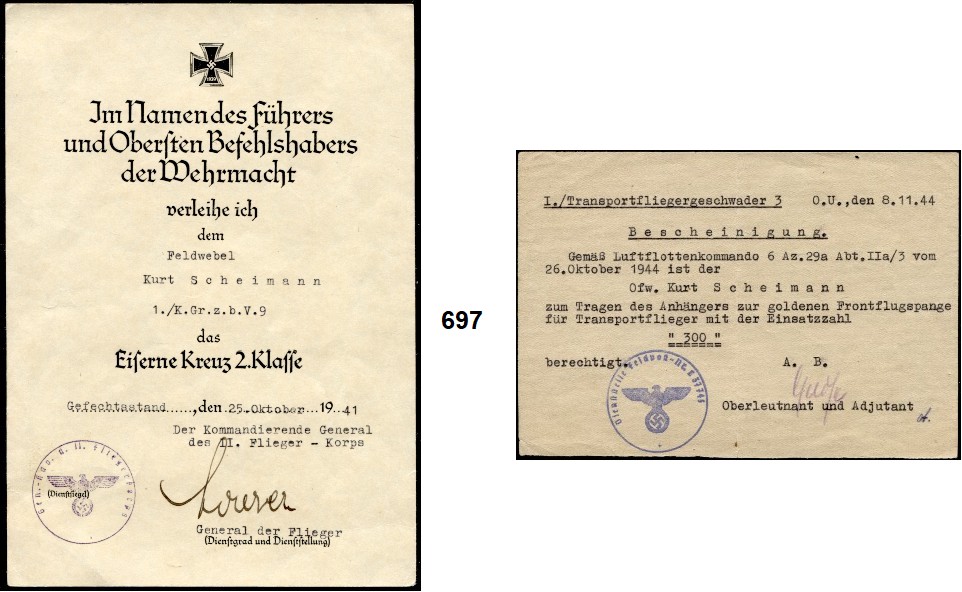 1939
Im Namen des Führers
und Obersten Befehlshabers
der Wehrmacht
verleihe ich
dem
Feldwebel
Kurt S c h e i m a n n
1./K.Gr.z.b.V.9
das
Eiserne Kreuz 2.Klasse
Gefechtsstand.....,den 25.Oktober...19 41
Der Kommandierende General
des II. Flieger - Korps
(Dienstsiegel)
General der Flieger
(Dienstgrad und Dienststellung)
697
I./Transportfliegergeschwader 3 O.U.,den 8.11.44
B e s c h e i n i g u n g.
Gemäß Luftflottenkommando 6 Az.29a Abt.IIa/3 vom
26.Oktober 1944 ist der
Ofw. Kurt S c h e i m a n n
zum Tragen des Anhängers zur goldenen Frontflugspange
für Transportflieger mit der Einsatzzahl
" 300 "
berechtigt. A. B.
Dienststelle Feldpost-Nr.
Oberleutnant und Adjutant